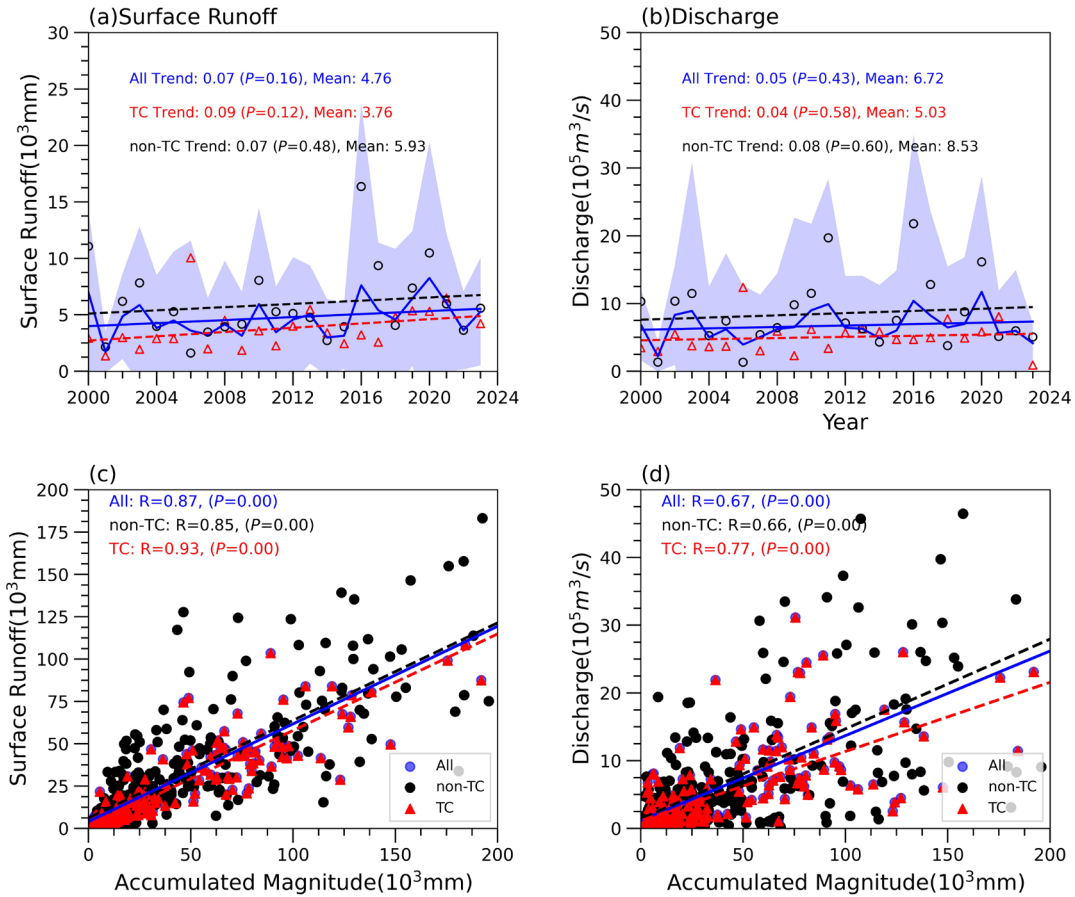 (a)Surface Runoff
30
25
20
15
10
5
0
Surface Runoff(10³mm)
All Trend: 0.07 (P=0.16), Mean: 4.76
TC Trend: 0.09 (P=0.12), Mean: 3.76
non-TC Trend: 0.07 (P=0.48), Mean: 5.93
2000 2004 2008 2012 2016 2020 2024
(b)Discharge
50
40
30
20
10
0
Discharge(10⁵m³/s)
All Trend: 0.05 (P=0.43), Mean: 6.72
TC Trend: 0.04 (P=0.58), Mean: 5.03
non-TC Trend: 0.08 (P=0.60), Mean: 8.53
2000 2004 2008 2012 2016 2020 2024
Year
(c)
200
175
150
125
100
75
50
25
0
Surface Runoff(10³mm)
All: R=0.87, (P=0.00)
non-TC: R=0.85, (P=0.00)
TC: R=0.93, (P=0.00)
All
non-TC
TC
0 50 100 150 200
Accumulated Magnitude(10³mm)
(d)
50
40
30
20
10
0
Discharge(10⁵m³/s)
All: R=0.67, (P=0.00)
non-TC: R=0.66, (P=0.00)
TC: R=0.77, (P=0.00)
All
non-TC
TC
0 50 100 150 200
Accumulated Magnitude(10³mm)